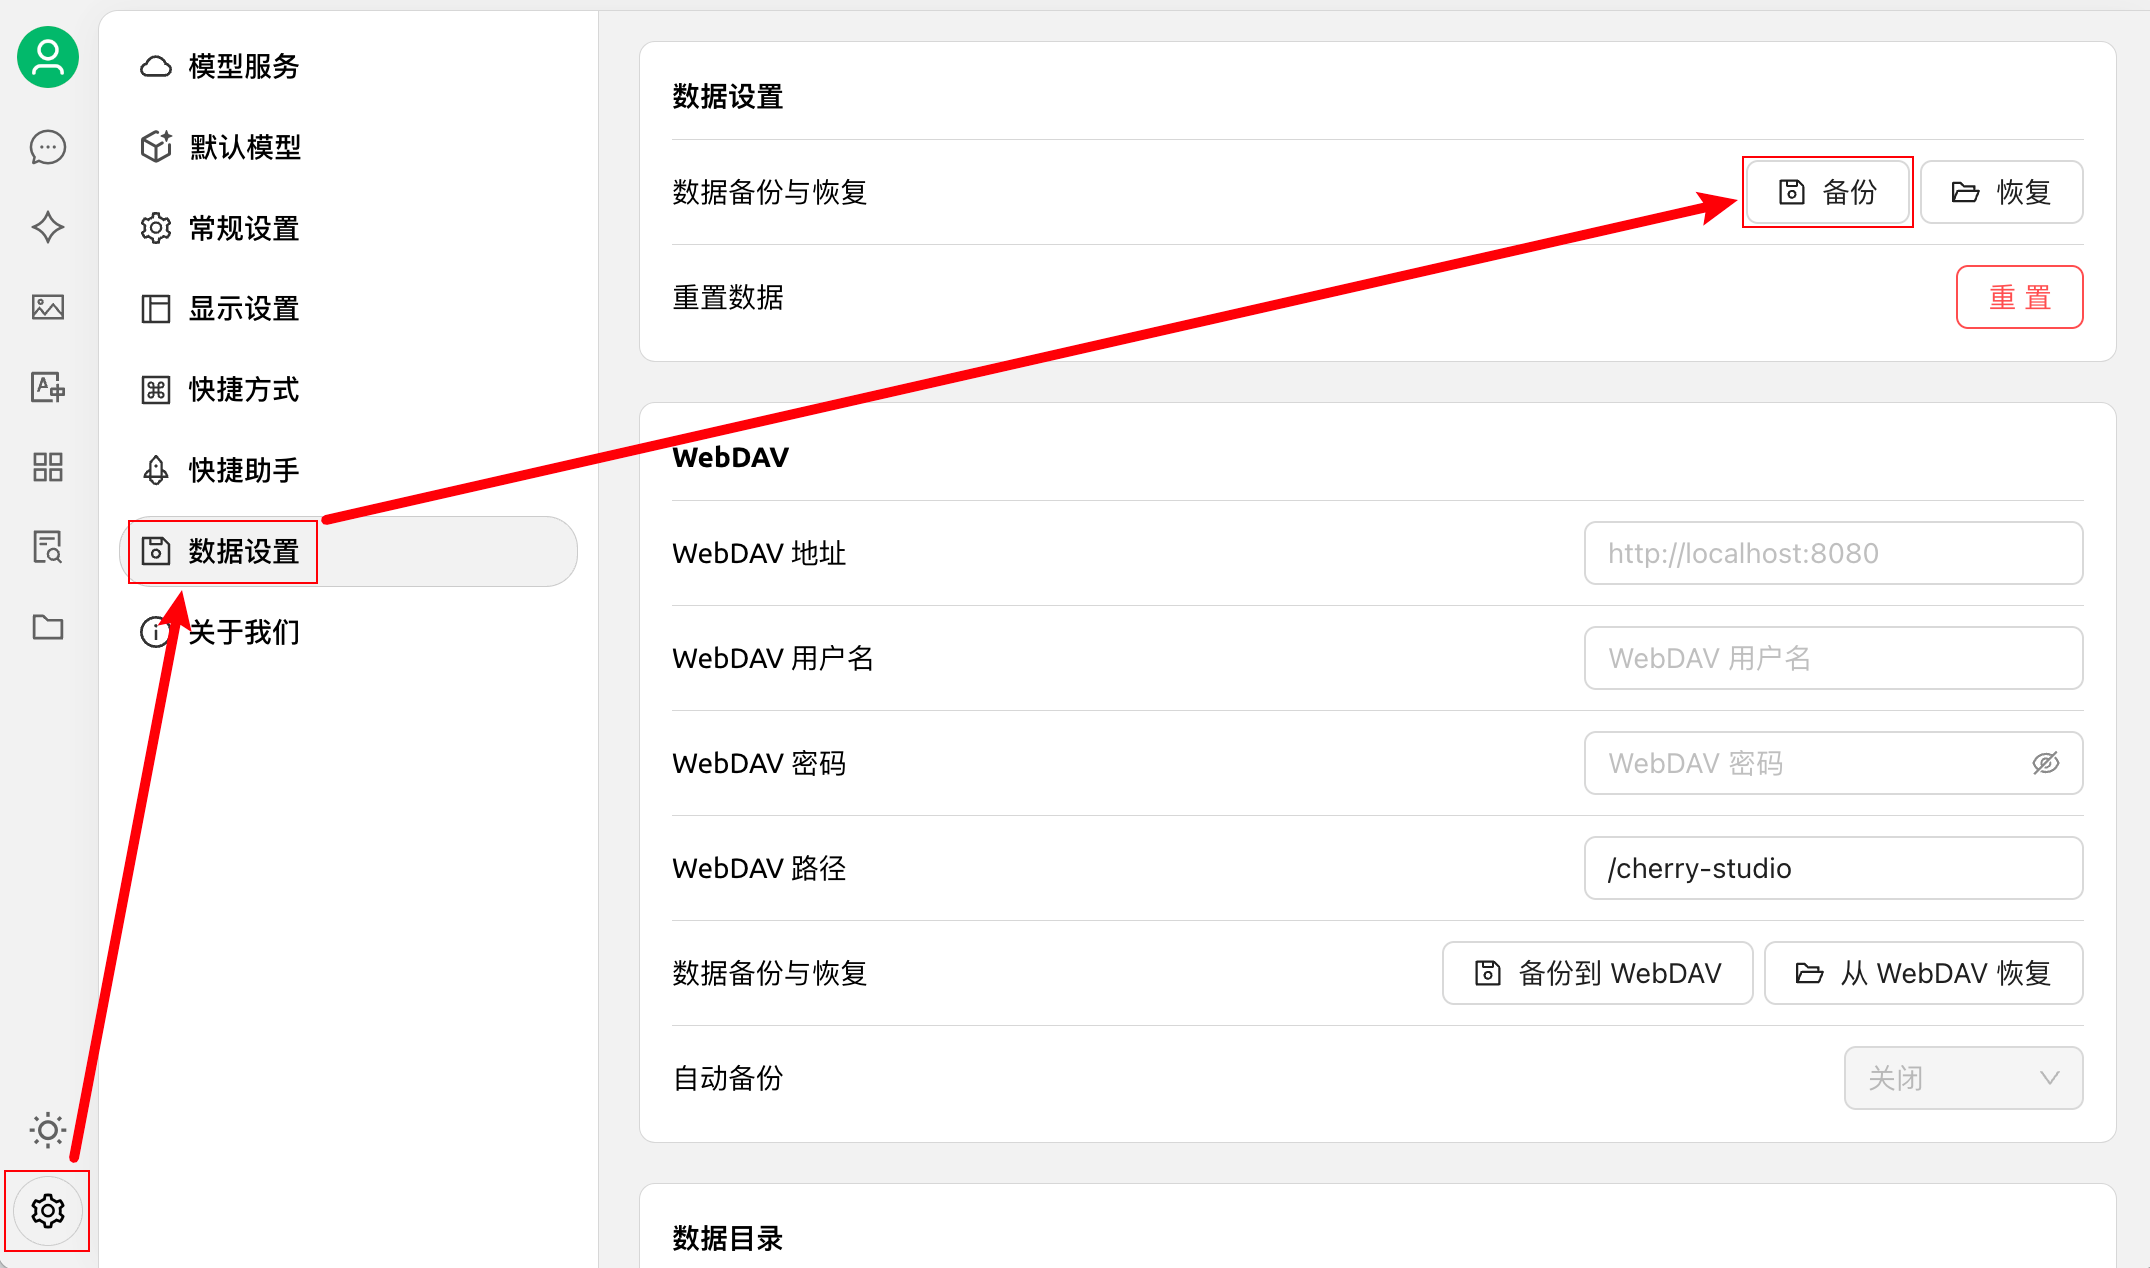 模型服务
默认模型
常规设置
显示设置
快捷方式
快捷助手
数据设置
关于我们
数据设置
数据备份与恢复
备份
恢复
重置数据
重 置
WebDAV
WebDAV 地址
http://localhost:8080
WebDAV 用户名
WebDAV 用户名
WebDAV 密码
WebDAV 密码
WebDAV 路径
/cherry-studio
数据备份与恢复
备份到 WebDAV
从 WebDAV 恢复
自动备份
关闭
数据目录